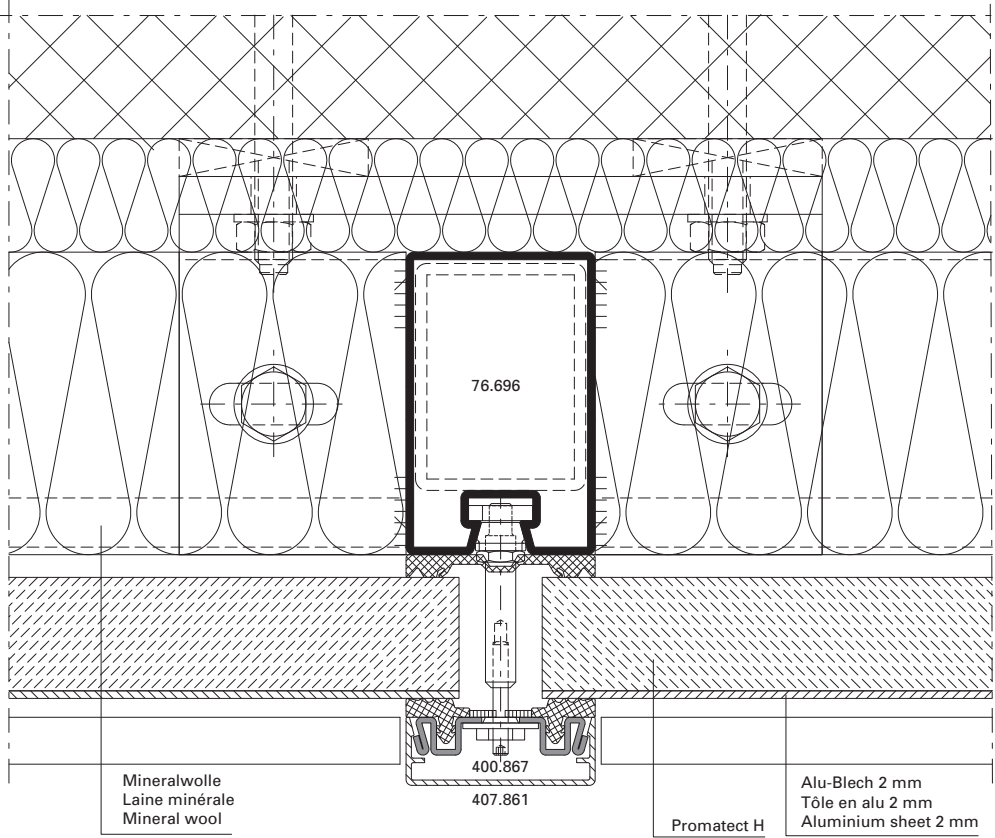 76.696
400.867
407.861
Mineralwolle
Laine minérale
Mineral wool
Promatect H
Alu-Blech 2 mm
Tôle en alu 2 mm
Aluminium sheet 2 mm